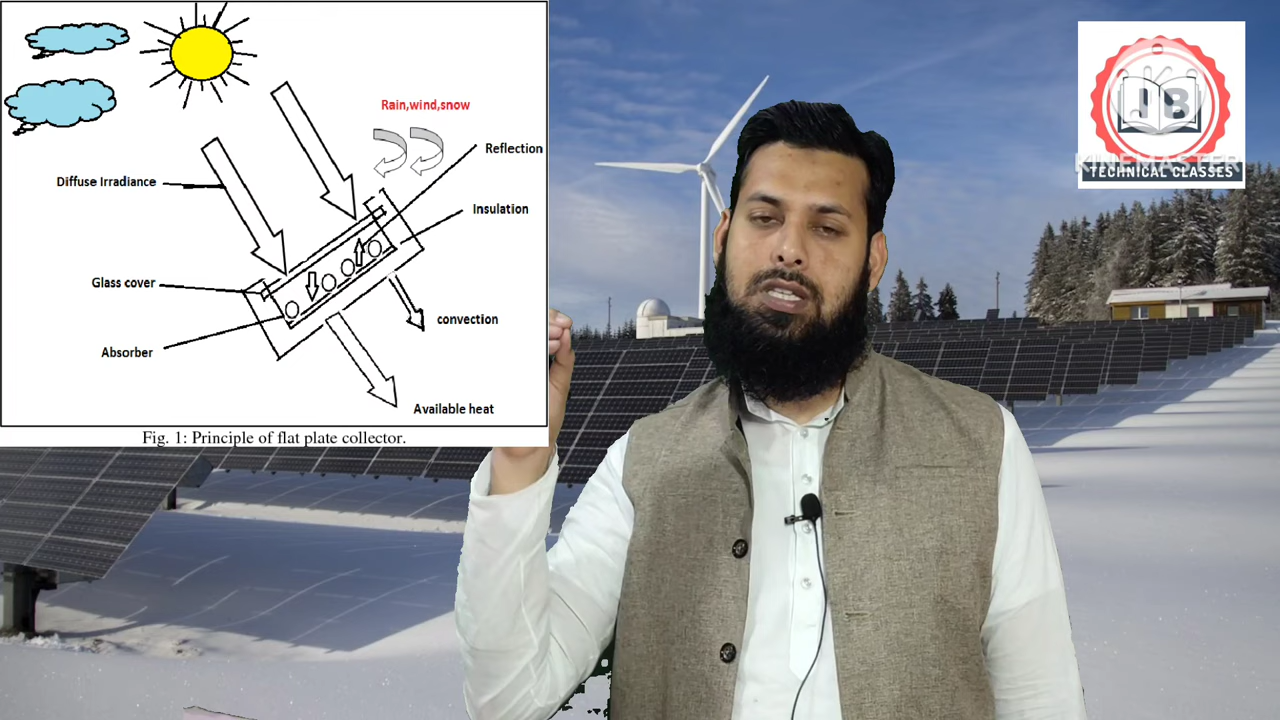 Rain,wind,snow
Reflection
Diffuse Irradiance
Insulation
Glass cover
convection
Absorber
Available heat
Fig. 1: Principle of flat plate collector.
JB
KINEMASTER
TECHNICAL CLASSES